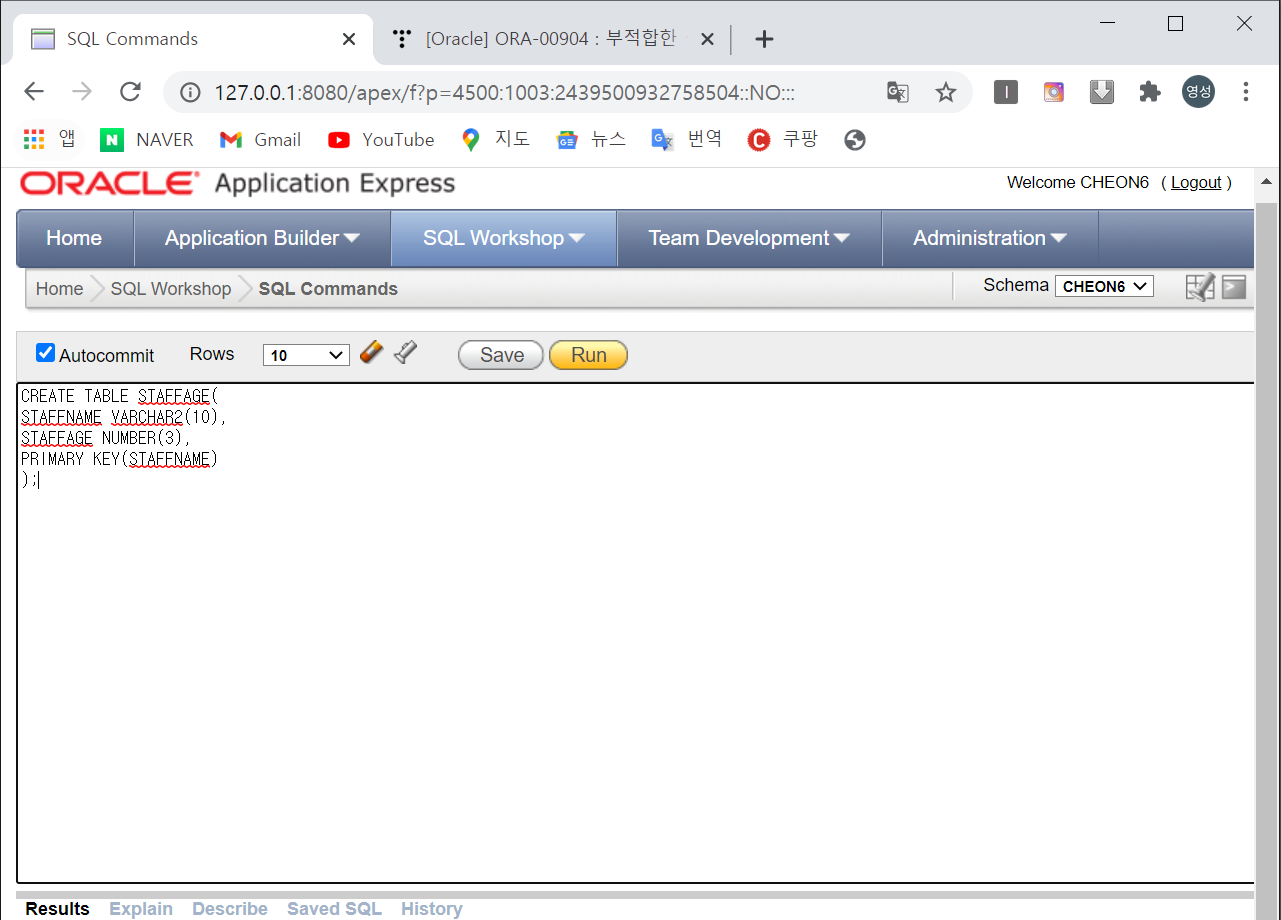 SQL Commands
[Oracle] ORA-00904 : 부적합한
127.0.0.1:8080/apex/f?p=4500:1003:2439500932758504::NO:::
영성
앱 NAVER Gmail YouTube 지도 뉴스 번역 쿠팡
ORACLE Application Express
Welcome CHEON6 ( Logout )
Home Application Builder SQL Workshop Team Development Administration
Home SQL Workshop SQL Commands
Schema CHEON6
Autocommit Rows 10 Save Run
CREATE TABLE STAFFAGE(
STAFFNAME VARCHAR2(10),
STAFFAGE NUMBER(3),
PRIMARY KEY(STAFFNAME)
);
Results Explain Describe Saved SQL History